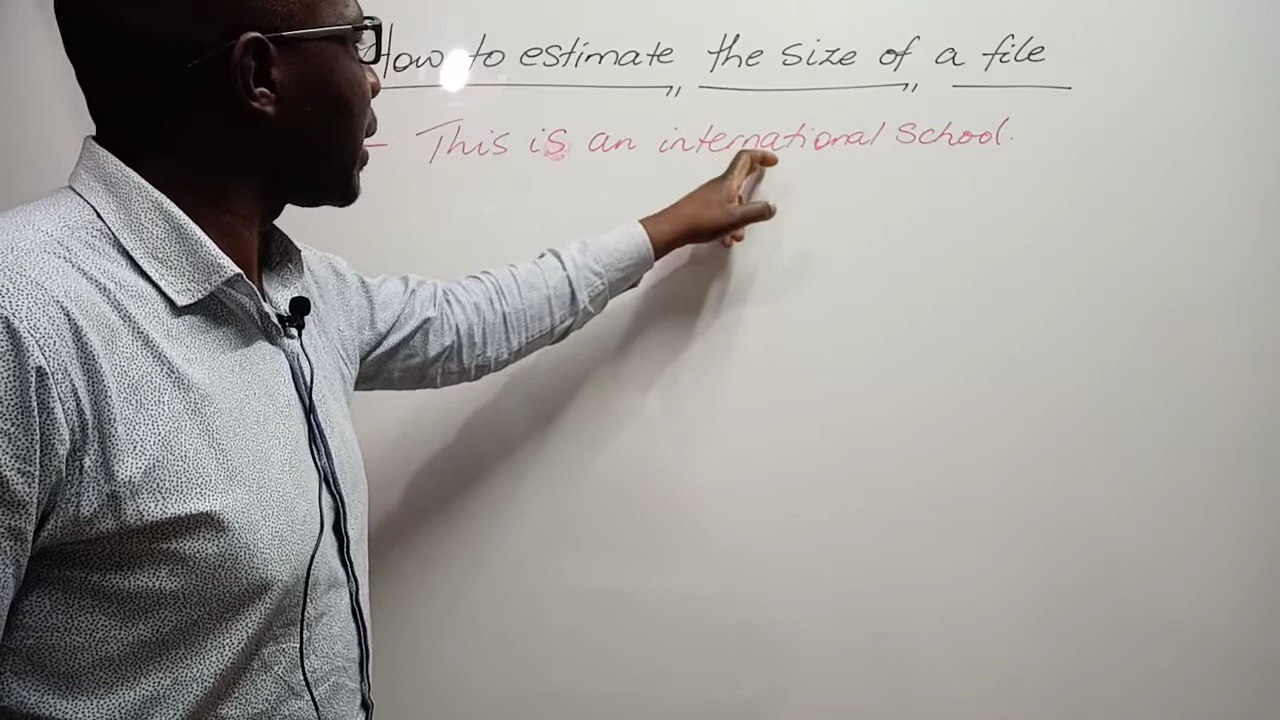 How to estimate the size of a file
- This is an international school.